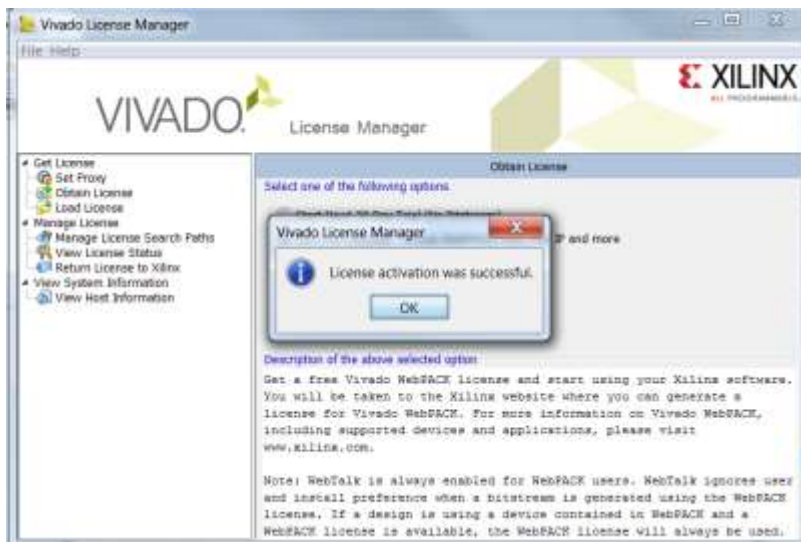 Vivado License Manager
File Help
VIVADO.
License Manager
XILINX
ALL PROGRAMMABLE
Get License
Set Proxy
Obtain License
Load License
Manage License
Manage License Search Paths
View License Status
Return License to Xilinx
View System Information
View Host Information
Obtain License
Select one of the following options
Vivado License Manager
IP and more
License activation was successful.
OK
Description of the above selected option
Get a free Vivado WebPACK license and start using your Xilinx software.
You will be taken to the Xilinx website where you can generate a
license for Vivado WebPACK. For more information on Vivado WebPACK,
including supported devices and applications, please visit
www.xilinx.com.
Note: WebTalk is always enabled for WebPACK users. WebTalk ignores user
and install preference when a bitstream is generated using the WebPACK
license. If a design is using a device contained in WebPACK and a
WebPACK license is available, the WebPACK license will always be used.